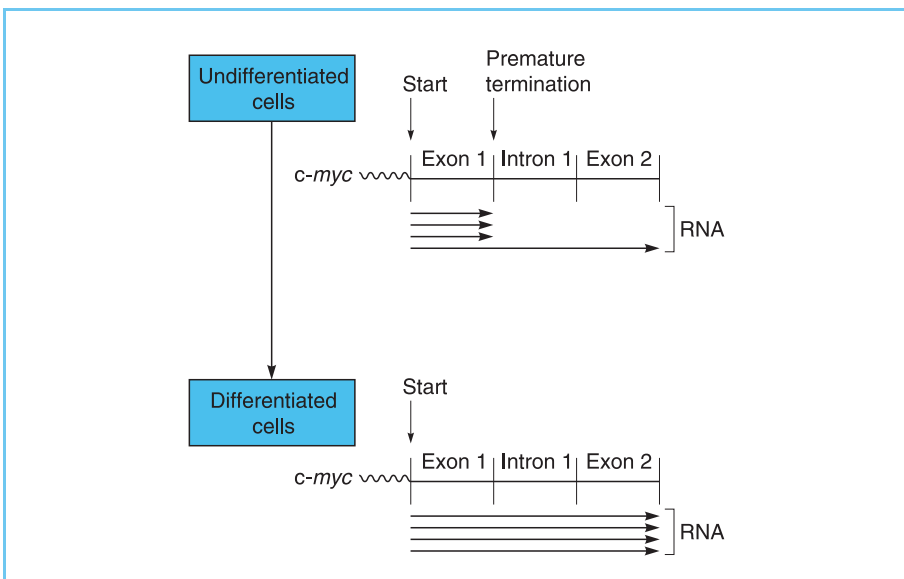 Undifferentiated
cells
Start
Premature
termination
c-myc
Exon 1
Intron 1
Exon 2
RNA
Differentiated
cells
Start
c-myc
Exon 1
Intron 1
Exon 2
RNA